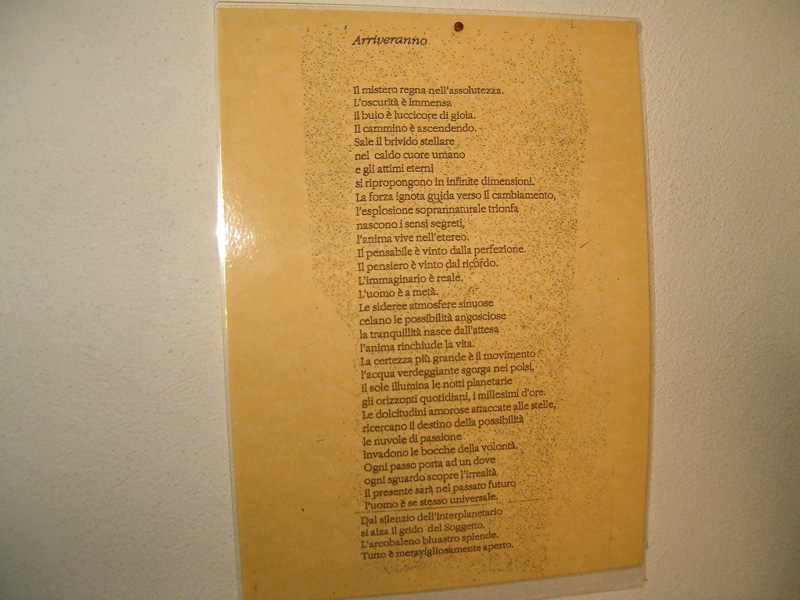 Arriveranno
Il mistero regna nell'assolutezza.
L'oscurità è immensa
il buio è luccicore di gioia.
Il cammino è ascendendo.
Sale il brivido stellare
nel caldo cuore umano
e gli attimi eterni
si ripropongono in infinite dimensioni.
La forza ignota guida verso il cambiamento,
l'esplosione soprannaturale trionfa
nascono i sensi segreti,
l'anima vive nell'etereo.
Il pensabile è vinto dalla perfezione.
Il pensiero è vinto dal ricordo.
L'immaginario è reale.
L'uomo è a metà.
Le sideree atmosfere sinuose
celano le possibilità angosciose
la tranquillità nasce dall'attesa
l'anima rinchiude la vita.
La certezza più grande è il movimento
l'acqua verdeggiante sgorga nei polsi,
il sole illumina le notti planetarie
gli orizzonti quotidiani, i millesimi d'ore.
Le dolcitudini amorose attaccate alle stelle,
ricercano il destino della possibilità
le nuvole di passione
invadono le bocche della volontà.
Ogni passo porta ad un dove
ogni sguardo scopre l'irrealtà
il presente sarà nel passato futuro
l'uomo è se stesso universale.
Dal silenzio dell'interplanetario
si alza il grido del Soggetto.
L'arcobaleno bluastro splende.
Tutto è meravigliosamente aperto.